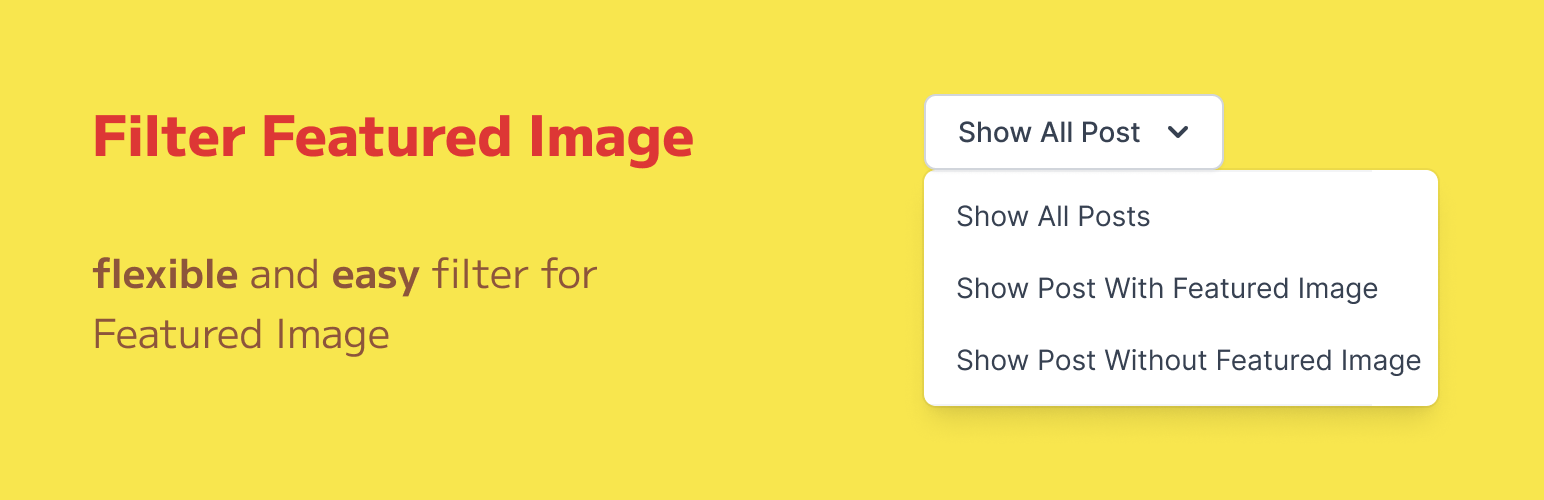 Filter Featured Image
flexible and easy filter for
Featured Image
Show All Post
Show All Posts
Show Post With Featured Image
Show Post Without Featured Image